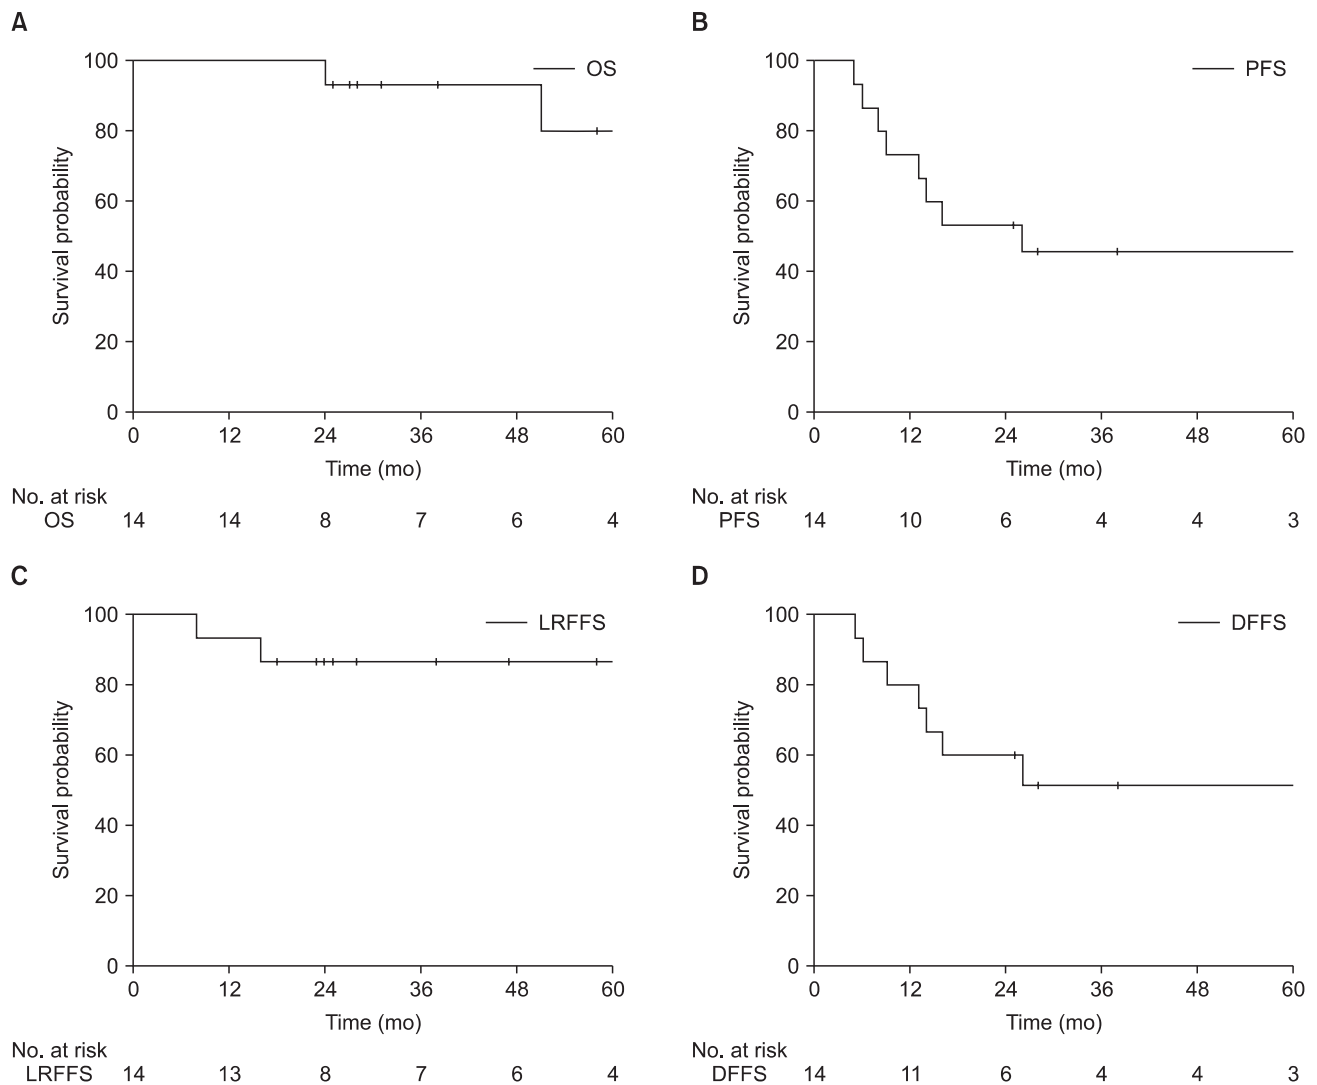 A
100
80
60
40
20
0
Survival probability
OS
0 12 24 36 48 60
Time (mo)
No. at risk
OS 14 14 8 7 6 4
B
100
80
60
40
20
0
Survival probability
PFS
0 12 24 36 48 60
Time (mo)
No. at risk
PFS 14 10 6 4 4 3
C
100
80
60
40
20
0
Survival probability
LRFFS
0 12 24 36 48 60
Time (mo)
No. at risk
LRFFS 14 13 8 7 6 4
D
100
80
60
40
20
0
Survival probability
DFFS
0 12 24 36 48 60
Time (mo)
No. at risk
DFFS 14 11 6 4 4 3